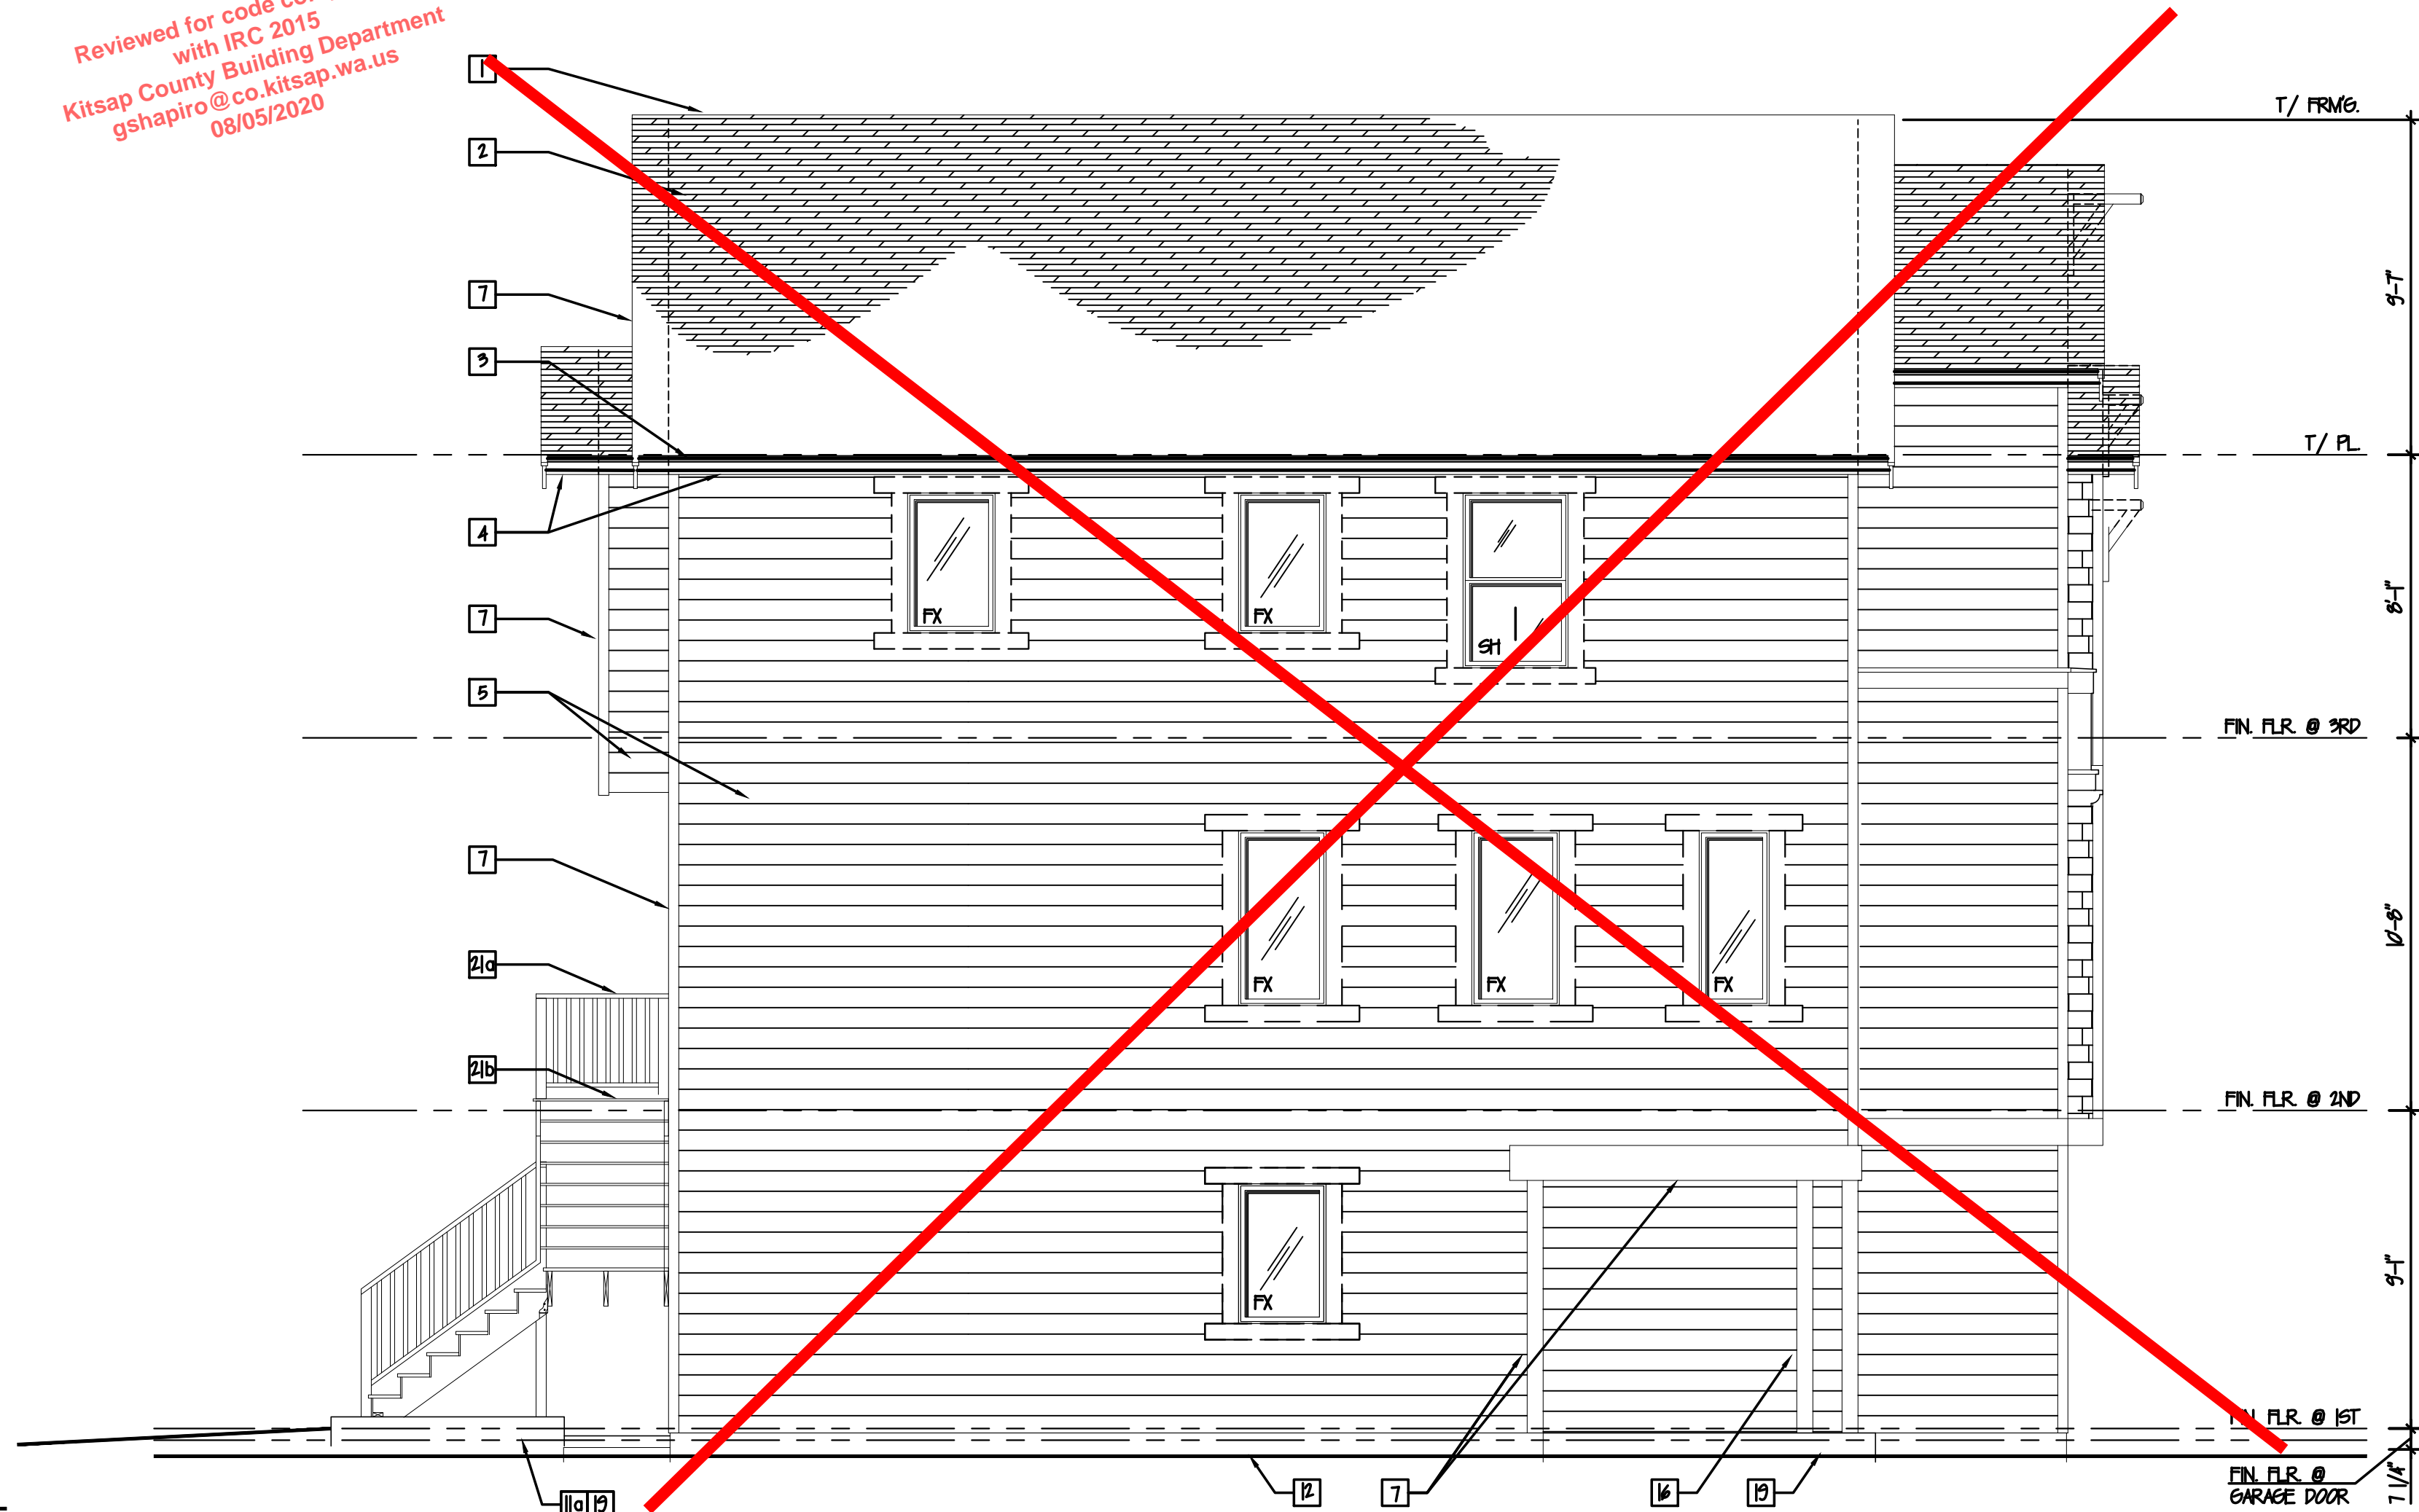 Reviewed for code
with IRC 2015
Kitsap County Building Department
gshapiro@co.kitsap.wa.us
08/05/2020
1
2
7
3
4
7
5
7
21a
21b
11a 19
12
7
16
19
FX
FX
SH
FX
FX
FX
FX
T/ FRM'G.
9'-7"
T/ PL.
8'-1"
FIN. FLR. @ 3RD
10'-8"
FIN. FLR. @ 2ND
9'-1"
FIN. FLR. @ 1ST
FIN. FLR. @
GARAGE DOOR
7 1/4"